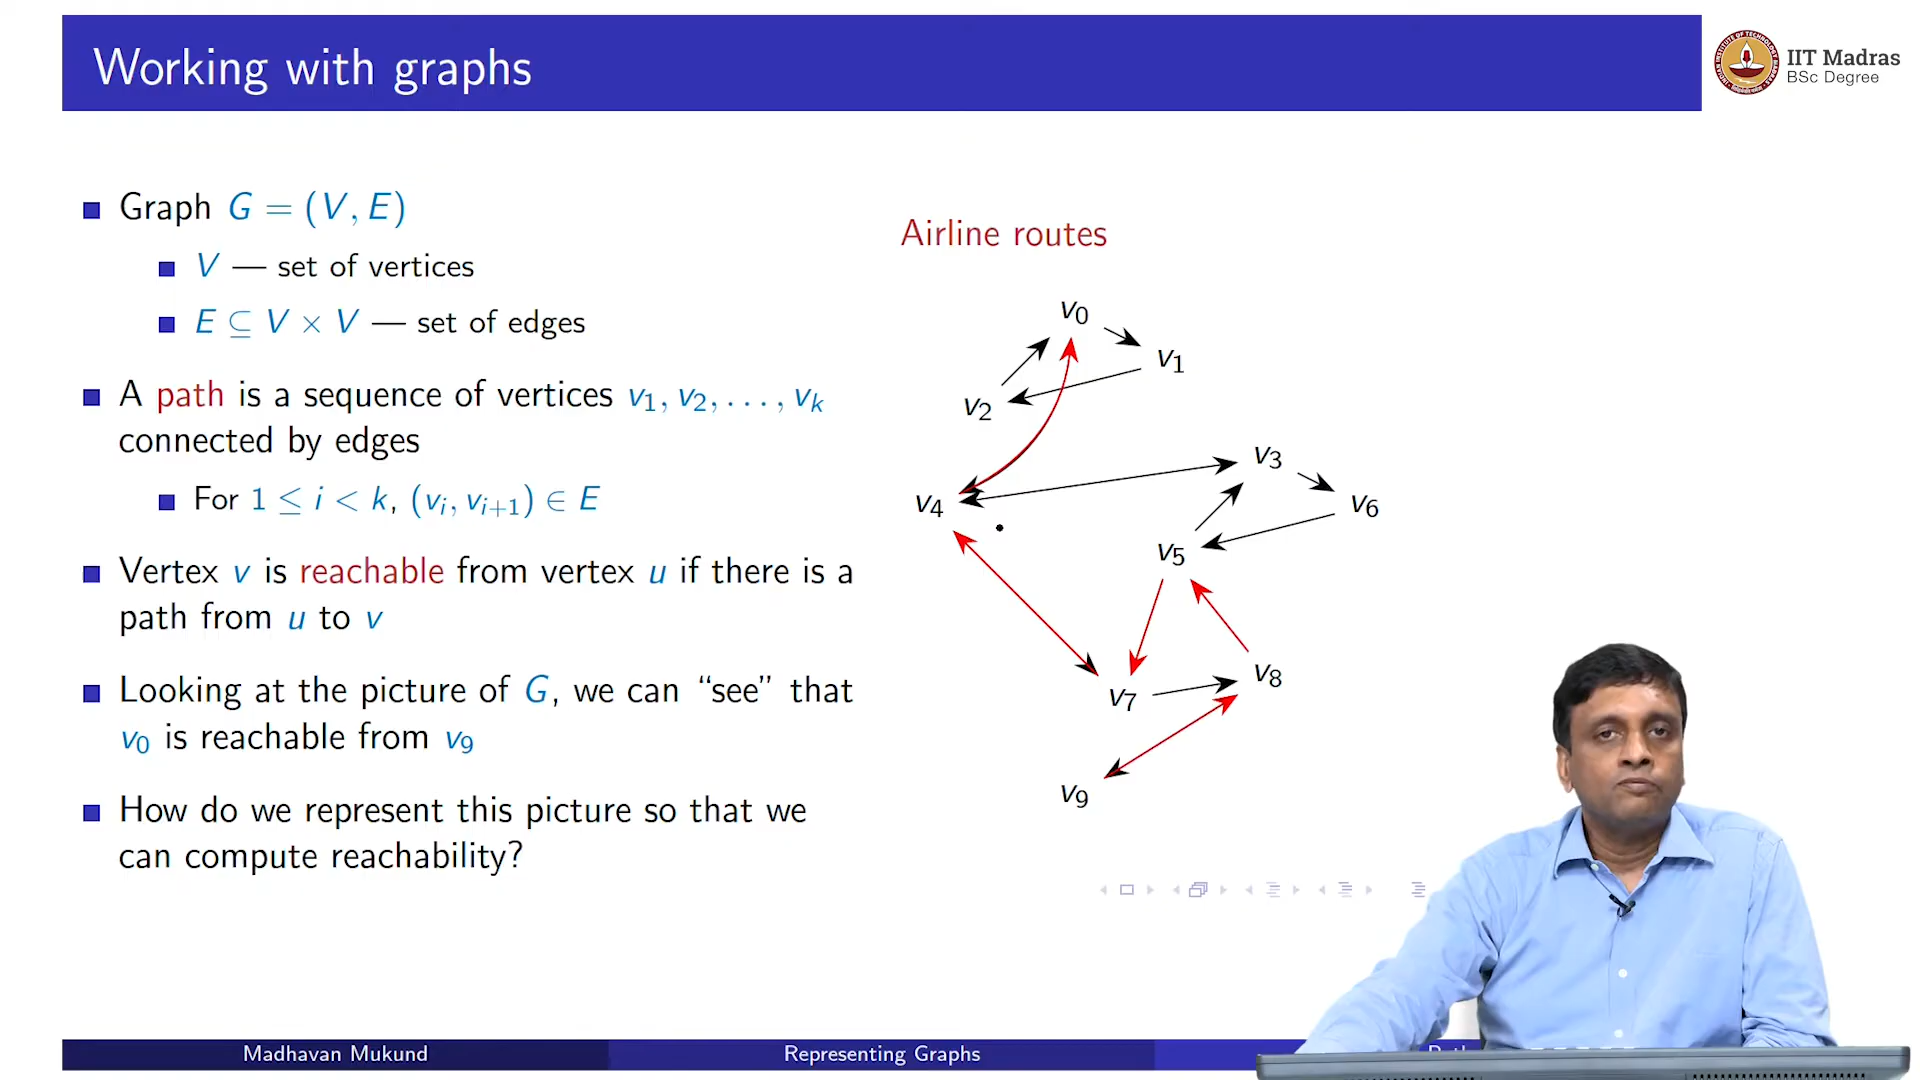 Working with graphs
IIT Madras
BSc Degree
Graph G = (V, E)
V — set of vertices
E ⊆ V × V — set of edges
A path is a sequence of vertices v₁, v₂, . . . , vₖ
connected by edges
For 1 ≤ i < k, (vᵢ, vᵢ₊₁) ∈ E
Vertex v is reachable from vertex u if there is a
path from u to v
Looking at the picture of G, we can “see” that
v₀ is reachable from v₉
How do we represent this picture so that we
can compute reachability?
Airline routes
v₀
v₁
v₂
v₃
v₄
v₆
v₅
v₈
v₇
v₉
Madhavan Mukund
Representing Graphs